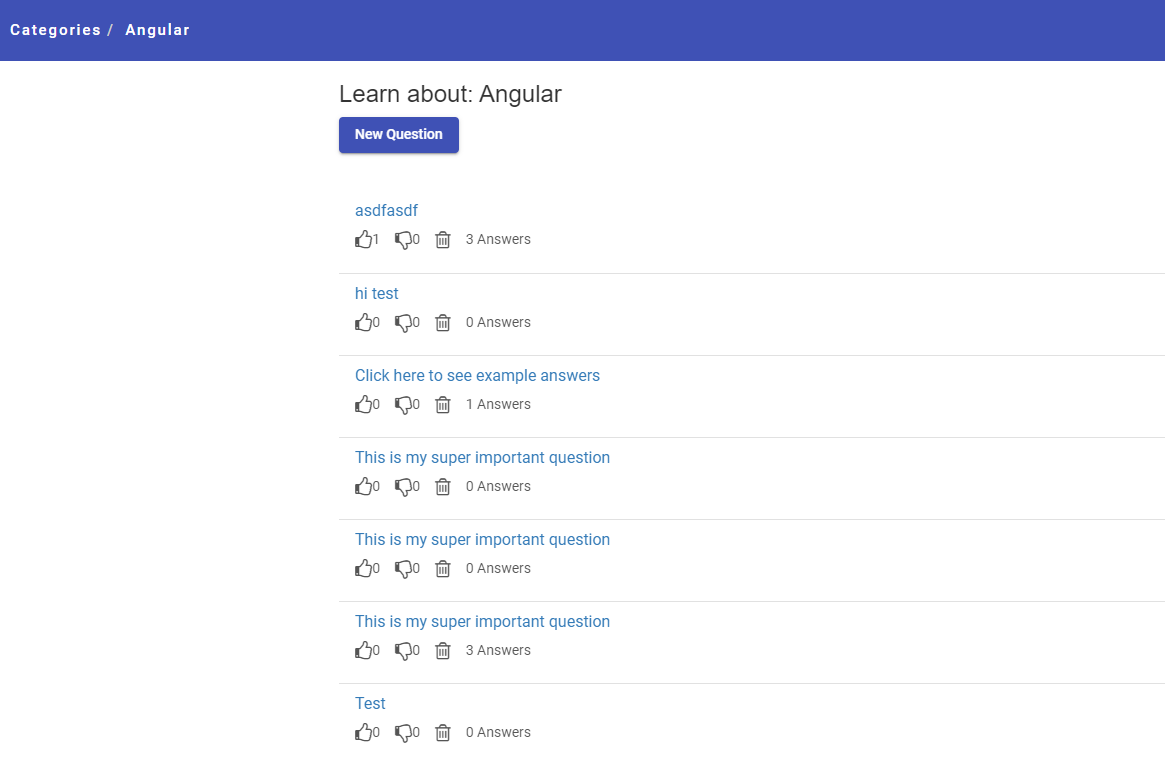 Categories / Angular
Learn about: Angular
New Question
asdfasdf
1 0 3 Answers
hi test
0 0 0 Answers
Click here to see example answers
0 0 1 Answers
This is my super important question
0 0 0 Answers
This is my super important question
0 0 0 Answers
This is my super important question
0 0 3 Answers
Test
0 0 0 Answers